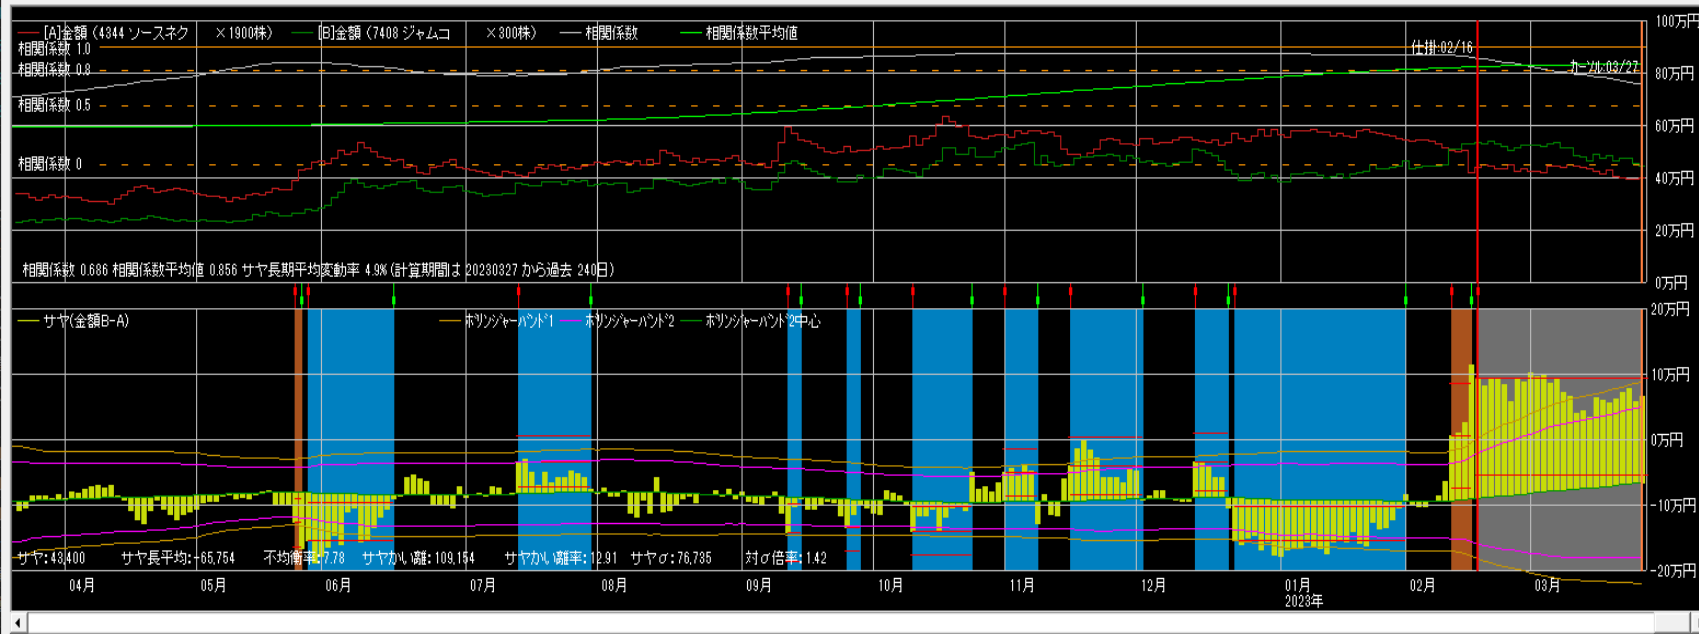 [A]金額 (4344 ソースネク ×1900株) [B]金額 (7408 ジャムコ ×300株) 相関係数 相関係数平均値
100万円
相関係数 1.0
仕掛:02/16
相関係数 0.8
カーソル:03/27
80万円
相関係数 0.5
60万円
相関係数 0
40万円
20万円
相関係数 0.686 相関係数平均値 0.856 サヤ長期平均変動率 4.9% (計算期間は 20230327 から過去 240日)
0万円
20万円
サヤ(金額B-A) ボリンジャーバンド1 ボリンジャーバンド2 ボリンジャーバンド2中心
10万円
0万円
-10万円
サヤ:43,400 サヤ長平均:-65,754 不均衡率:7.78 サヤかい離:109,154 サヤかい離率:12.91 サヤσ:76,735 対σ倍率:1.42
-20万円
04月 05月 06月 07月 08月 09月 10月 11月 12月 01月 02月 03月
2023年